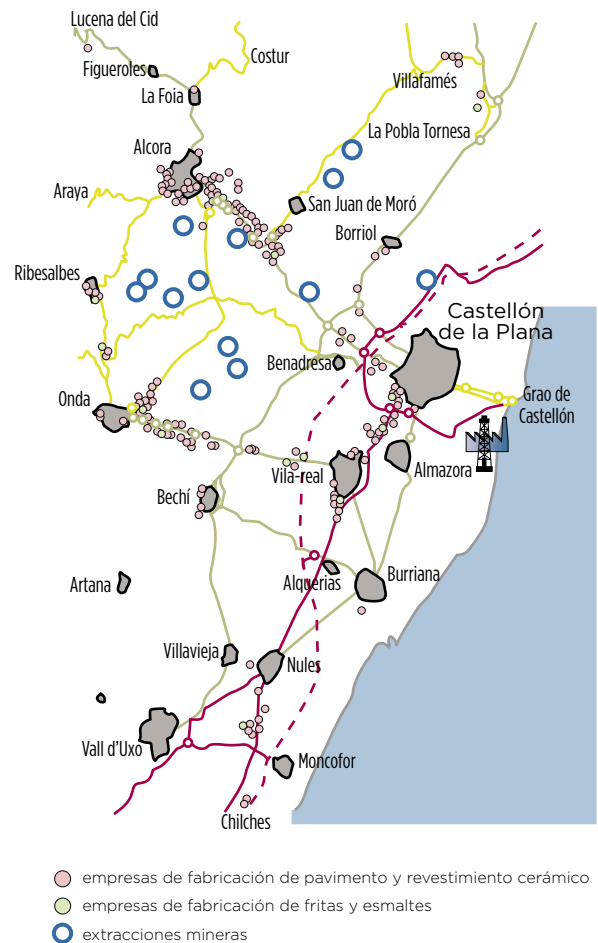 Lucena del Cid
Costur
Figueroles
Villafamés
La Foia
La Pobla Tornesa
Alcora
Araya
San Juan de Moró
Borriol
Ribesalbes
Castellón
de la Plana
Benadresa
Grao de
Castellón
Onda
Almazora
Vila-real
Bechí
Artana
Alquerias
Burriana
Villavieja
Nules
Vall d'Uxo
Moncofor
Chilches
empresas de fabricación de pavimento y revestimiento cerámico
empresas de fabricación de fritas y esmaltes
extracciones mineras